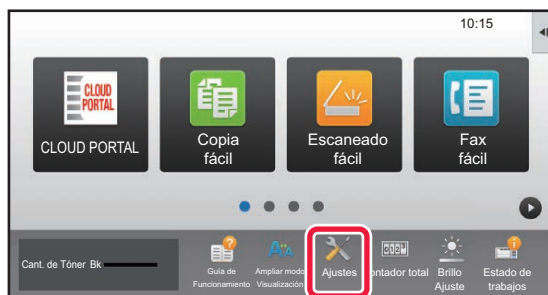 10:15
CLOUD
PORTAL
CLOUD PORTAL
Copia
fácil
Escaneado
fácil
Fax
fácil
Cant. de Tóner Bk
Guía de
Funcionamiento
Ampliar modo
Visualización
Ajustes
ontador total
Brillo
Ajuste
Estado de
trabajos